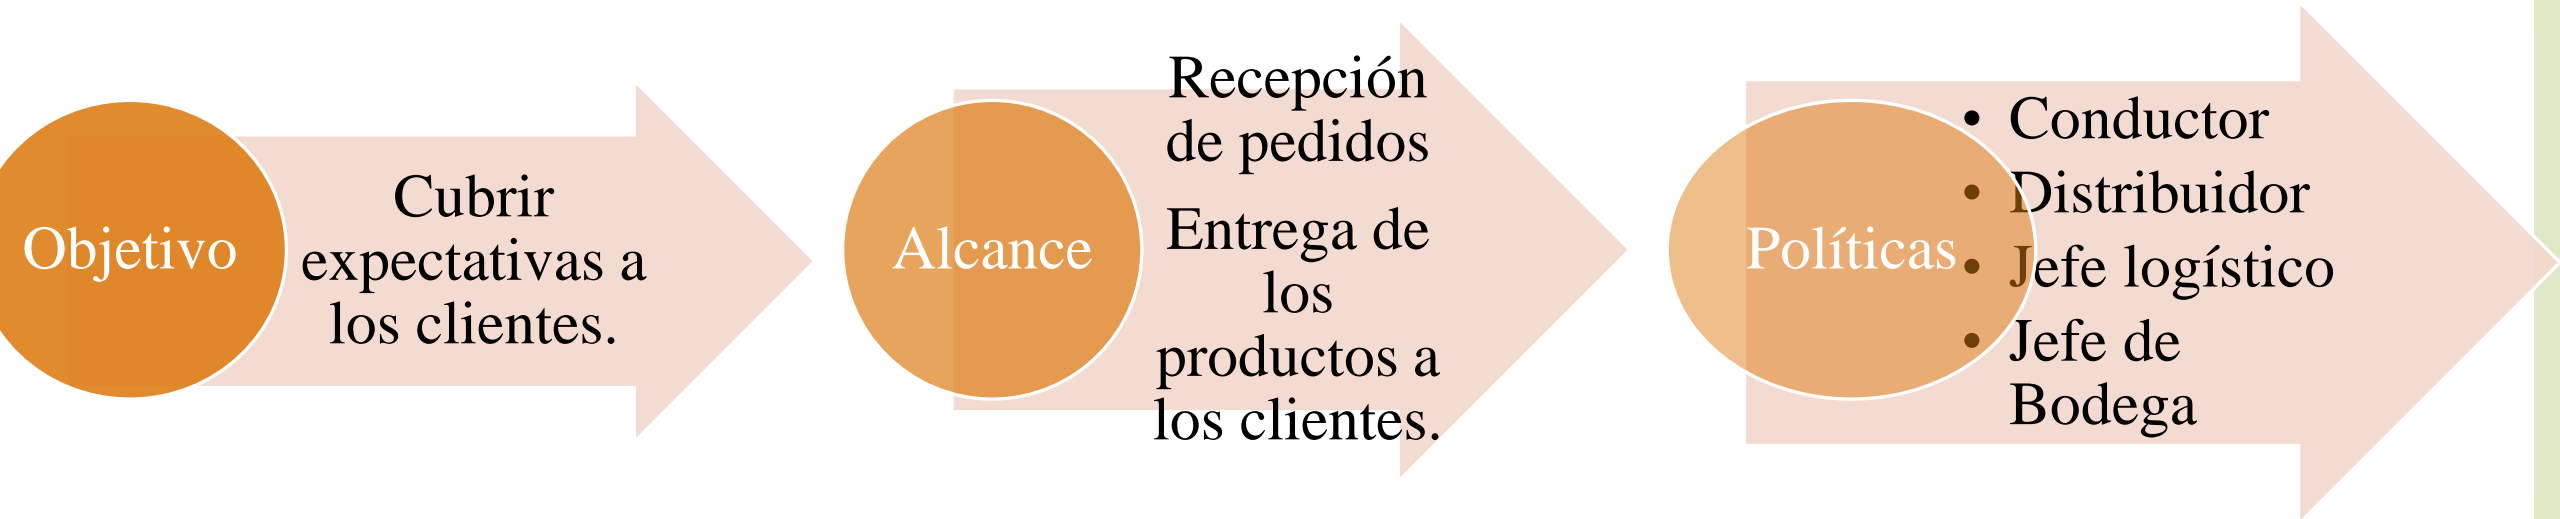 Objetivo
Cubrir
expectativas a
los clientes.
Alcance
Recepción
de pedidos
Entrega de
los
productos a
los clientes.
Políticas
• Conductor
• Distribuidor
• Jefe logístico
• Jefe de
Bodega